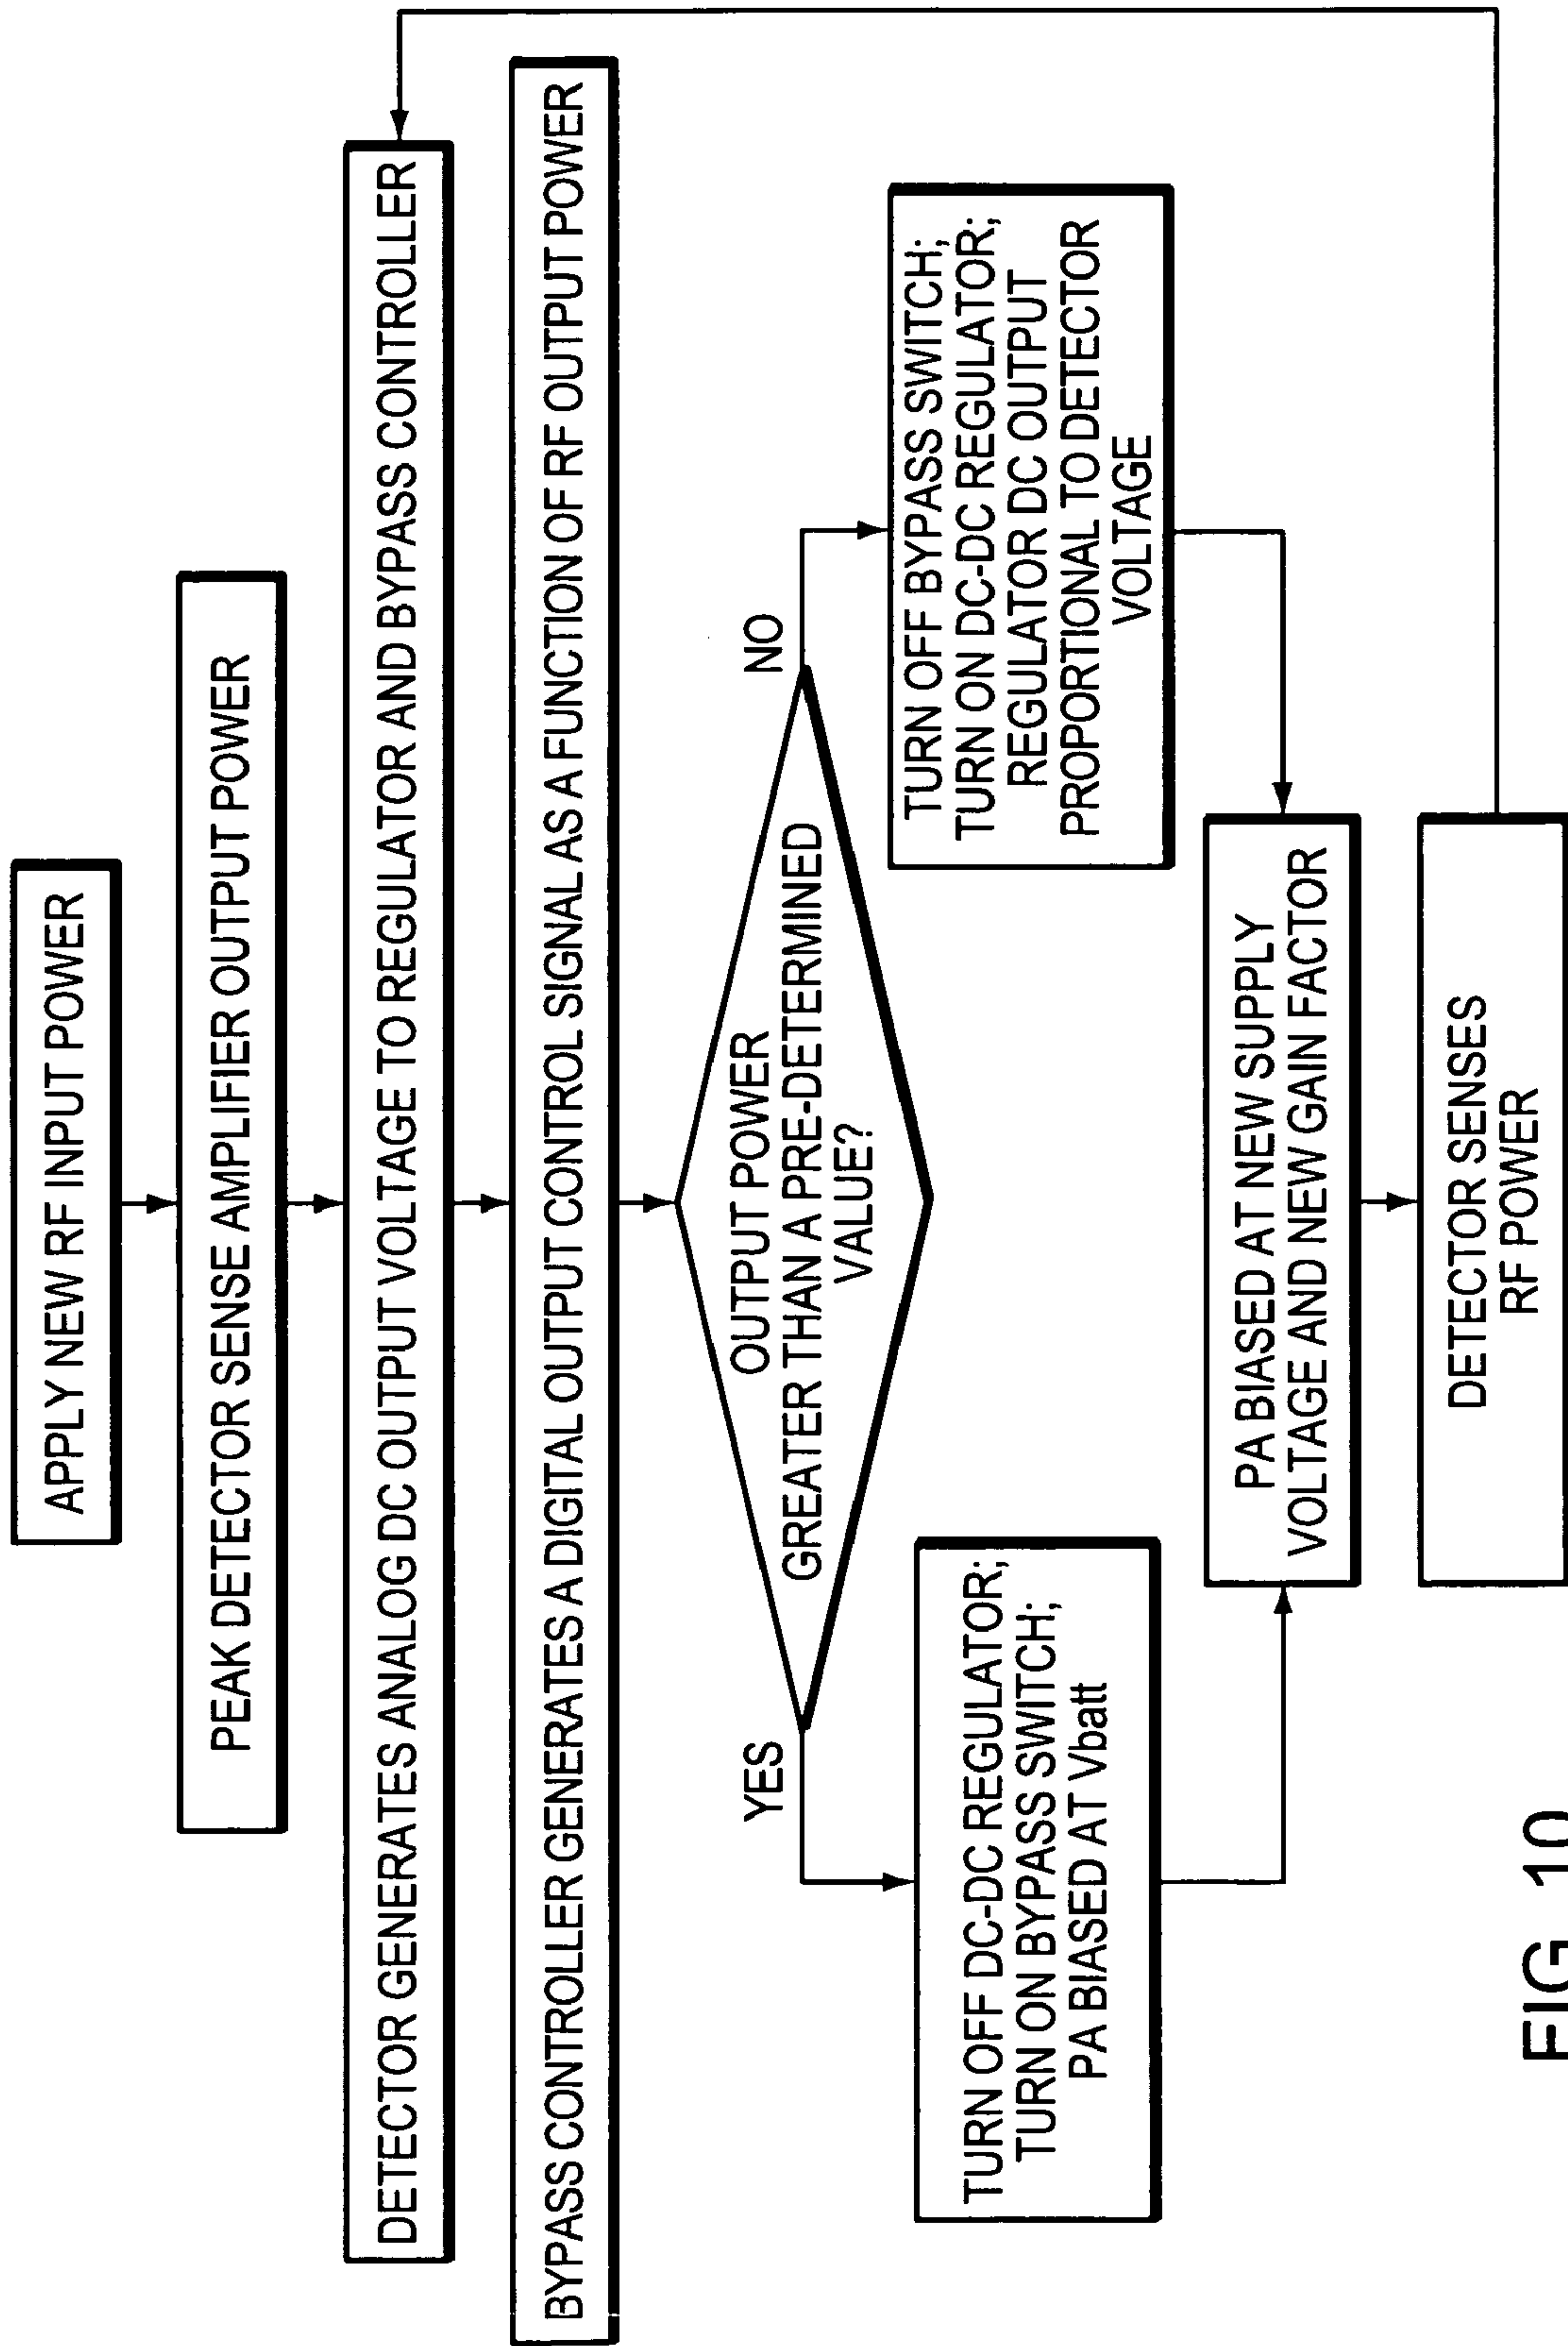 APPLY NEW RF INPUT POWER
PEAK DETECTOR SENSE AMPLIFIER OUTPUT POWER
DETECTOR GENERATES ANALOG DC OUTPUT VOLTAGE TO REGULATOR AND BYPASS CONTROLLER
BYPASS CONTROLLER GENERATES A DIGITAL OUTPUT CONTROL SIGNAL AS A FUNCTION OF RF OUTPUT POWER
OUTPUT POWER
GREATER THAN A PRE-DETERMINED
VALUE?
YES
NO
TURN OFF DC-DC REGULATOR;
TURN ON BYPASS SWITCH;
PA BIASED AT Vbatt
TURN OFF BYPASS SWITCH;
TURN ON DC-DC REGULATOR;
REGULATOR DC OUTPUT
PROPORTIONAL TO DETECTOR
VOLTAGE
PA BIASED AT NEW SUPPLY
VOLTAGE AND NEW GAIN FACTOR
DETECTOR SENSES
RF POWER
FIG. 10